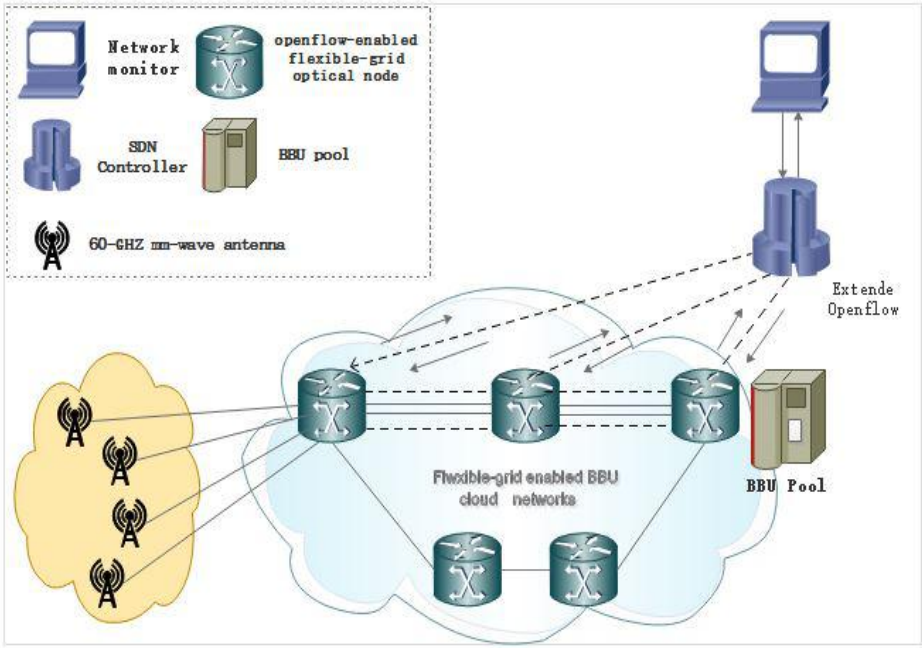 Network
monitor
openflow-enabled
flexible-grid
optical node
SDN
Controller
BBU pool
60-GHZ mm-wave antenna
Extende
Openflow
BBU Pool
Flwxible-grid enabled BBU
cloud networks